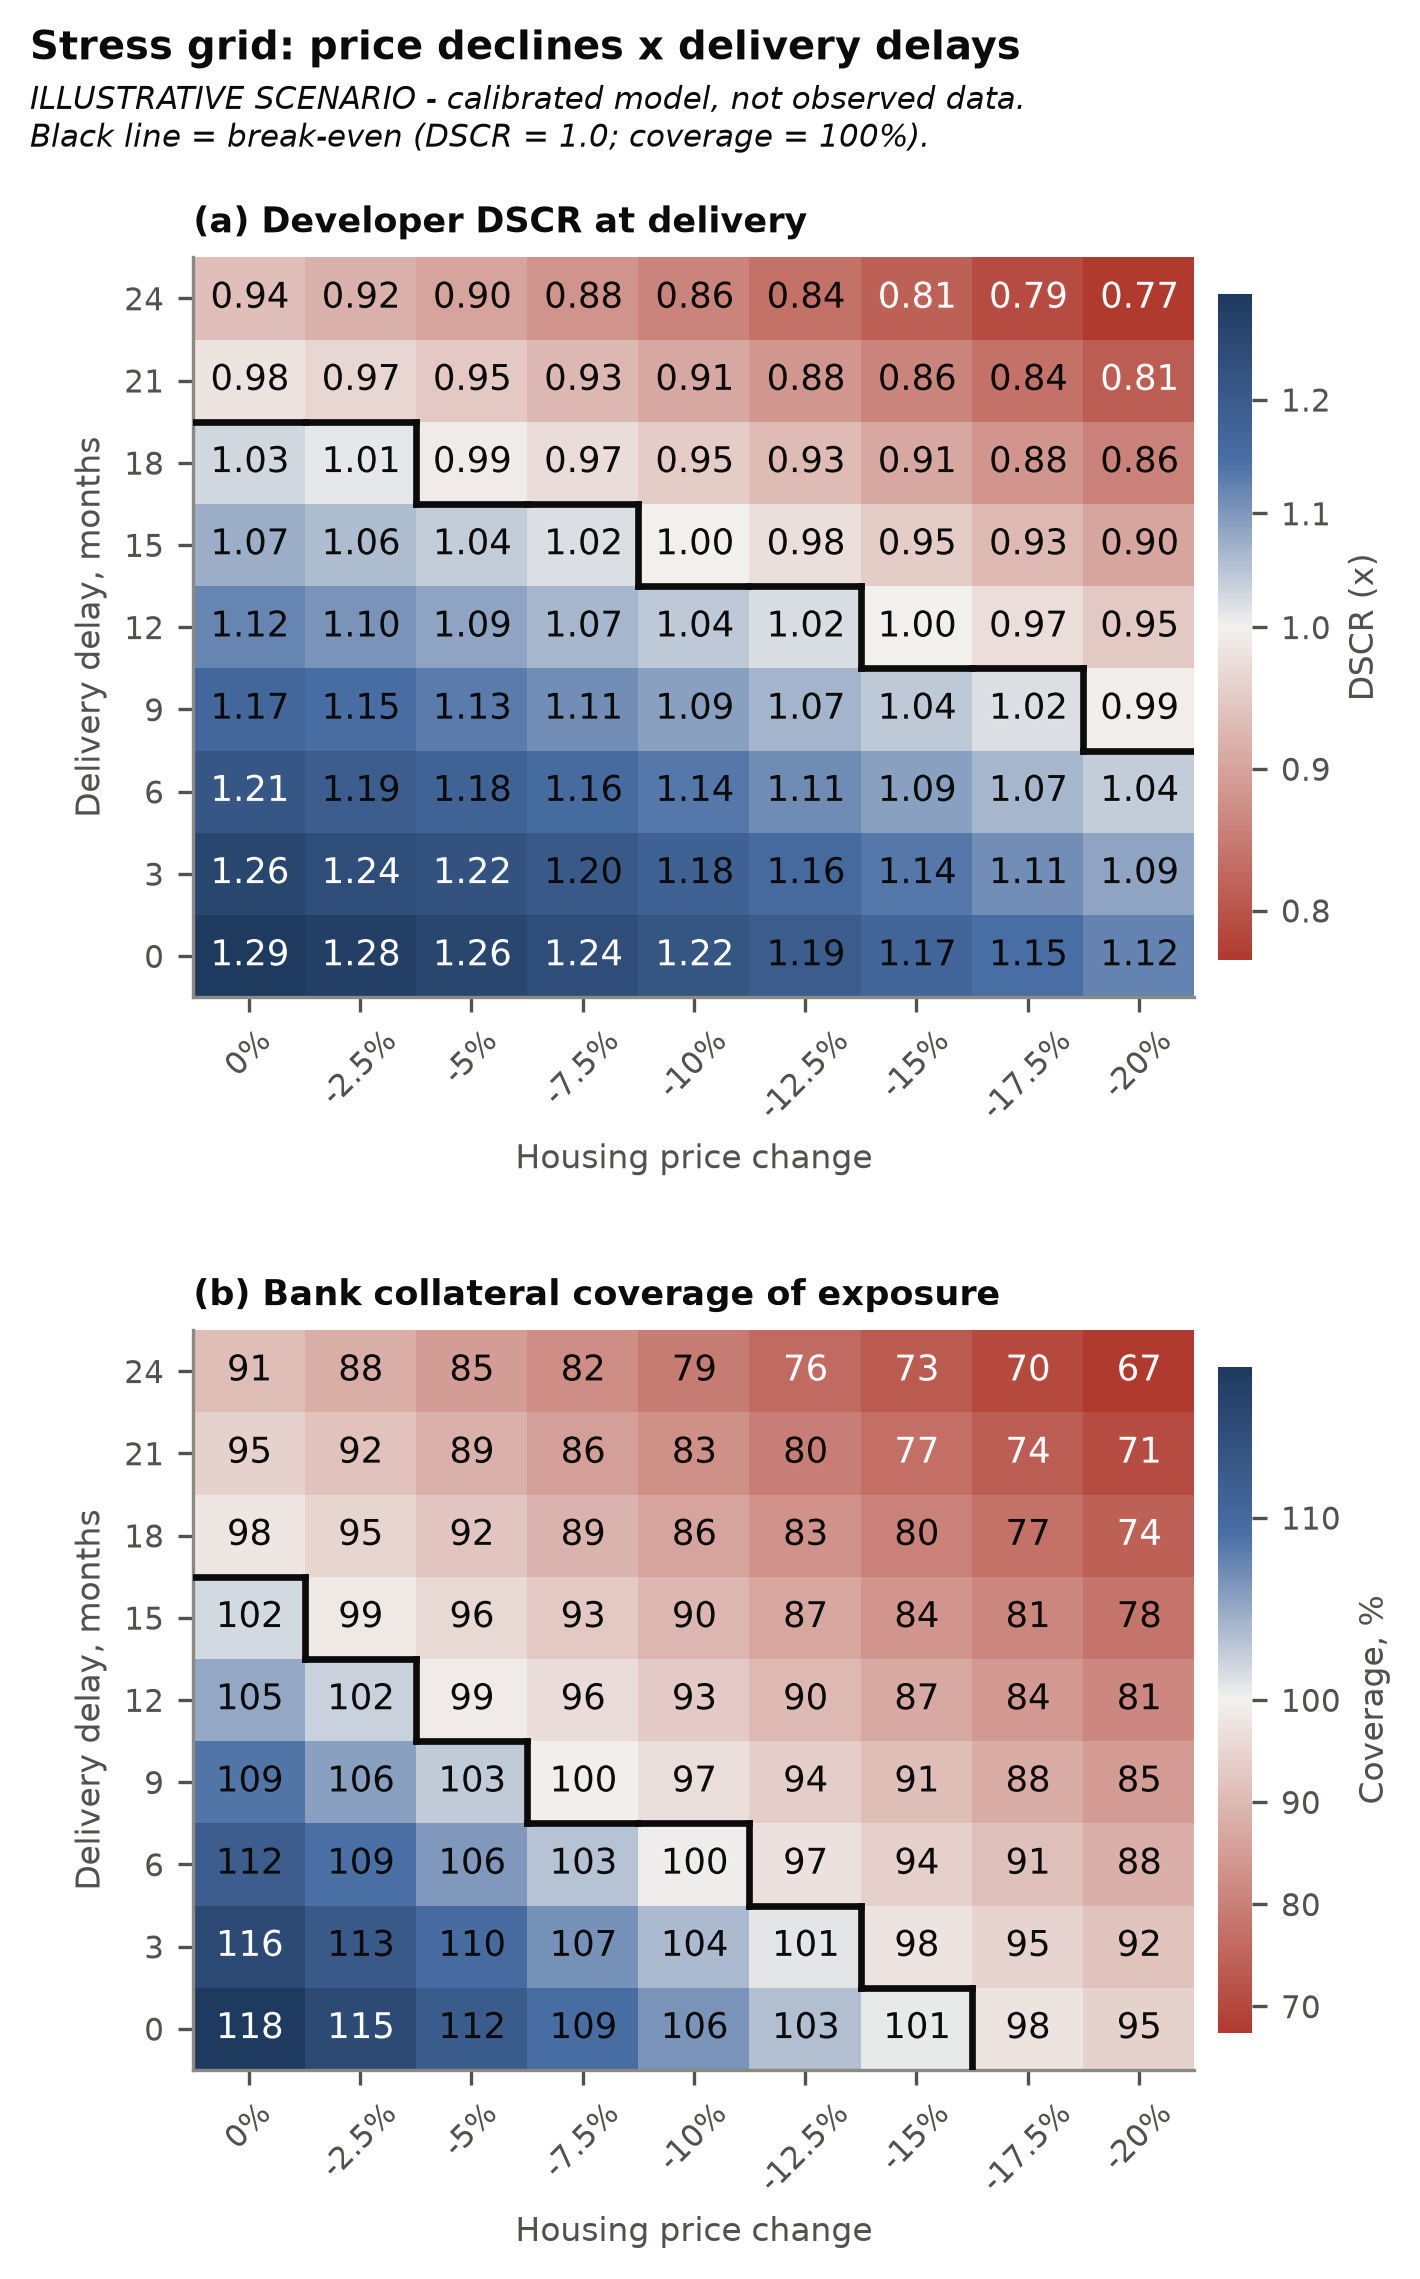 Stress grid: price declines x delivery delays
ILLUSTRATIVE SCENARIO - calibrated model, not observed data.
Black line = break-even (DSCR = 1.0; coverage = 100%).
(a) Developer DSCR at delivery
Delivery delay, months
24 0.94 0.92 0.90 0.88 0.86 0.84 0.81 0.79 0.77
21 0.98 0.97 0.95 0.93 0.91 0.88 0.86 0.84 0.81
18 1.03 1.01 0.99 0.97 0.95 0.93 0.91 0.88 0.86
15 1.07 1.06 1.04 1.02 1.00 0.98 0.95 0.93 0.90
12 1.12 1.10 1.09 1.07 1.04 1.02 1.00 0.97 0.95
9 1.17 1.15 1.13 1.11 1.09 1.07 1.04 1.02 0.99
6 1.21 1.19 1.18 1.16 1.14 1.11 1.09 1.07 1.04
3 1.26 1.24 1.22 1.20 1.18 1.16 1.14 1.11 1.09
0 1.29 1.28 1.26 1.24 1.22 1.19 1.17 1.15 1.12
0% -2.5% -5% -7.5% -10% -12.5% -15% -17.5% -20%
Housing price change
1.2
1.1
1.0
0.9
0.8
DSCR (x)
(b) Bank collateral coverage of exposure
Delivery delay, months
24 91 88 85 82 79 76 73 70 67
21 95 92 89 86 83 80 77 74 71
18 98 95 92 89 86 83 80 77 74
15 102 99 96 93 90 87 84 81 78
12 105 102 99 96 93 90 87 84 81
9 109 106 103 100 97 94 91 88 85
6 112 109 106 103 100 97 94 91 88
3 116 113 110 107 104 101 98 95 92
0 118 115 112 109 106 103 101 98 95
0% -2.5% -5% -7.5% -10% -12.5% -15% -17.5% -20%
Housing price change
110
100
90
80
70
Coverage, %